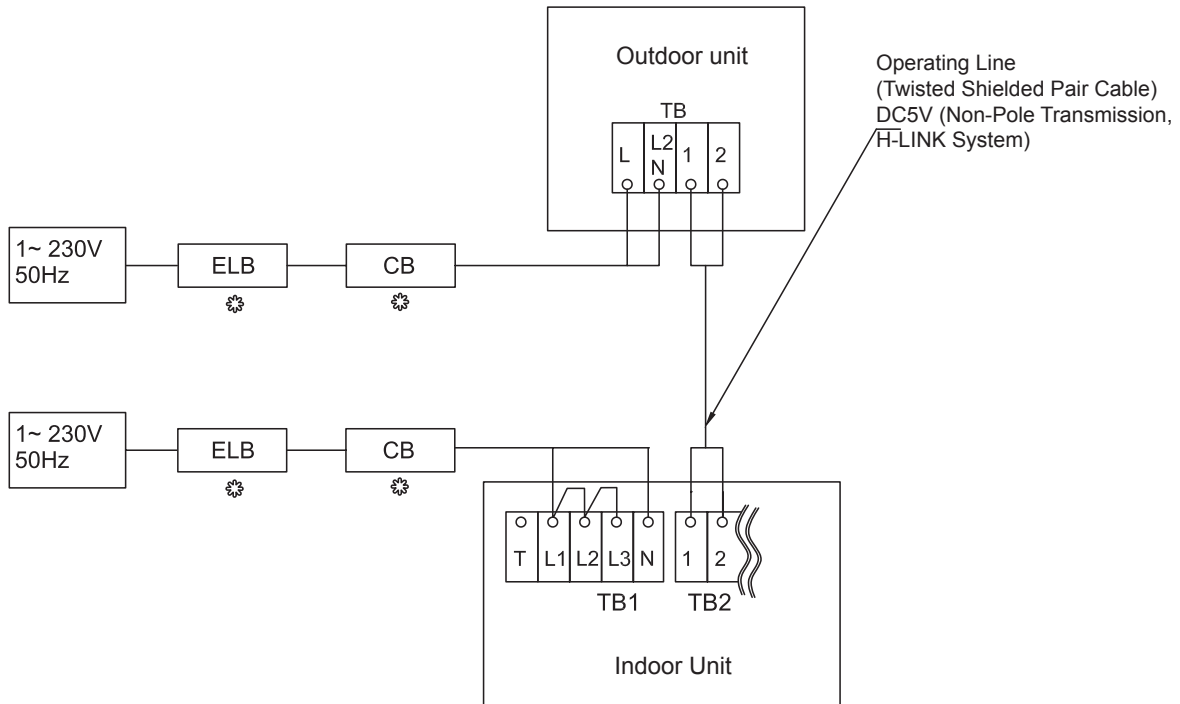 Outdoor unit
TB
L
L2
N
1
2
Operating Line
(Twisted Shielded Pair Cable)
DC5V (Non-Pole Transmission,
H-LINK System)
1~ 230V
50Hz
ELB
CB
1~ 230V
50Hz
ELB
CB
T
L1
L2
L3
N
1
2
TB1
TB2
Indoor Unit